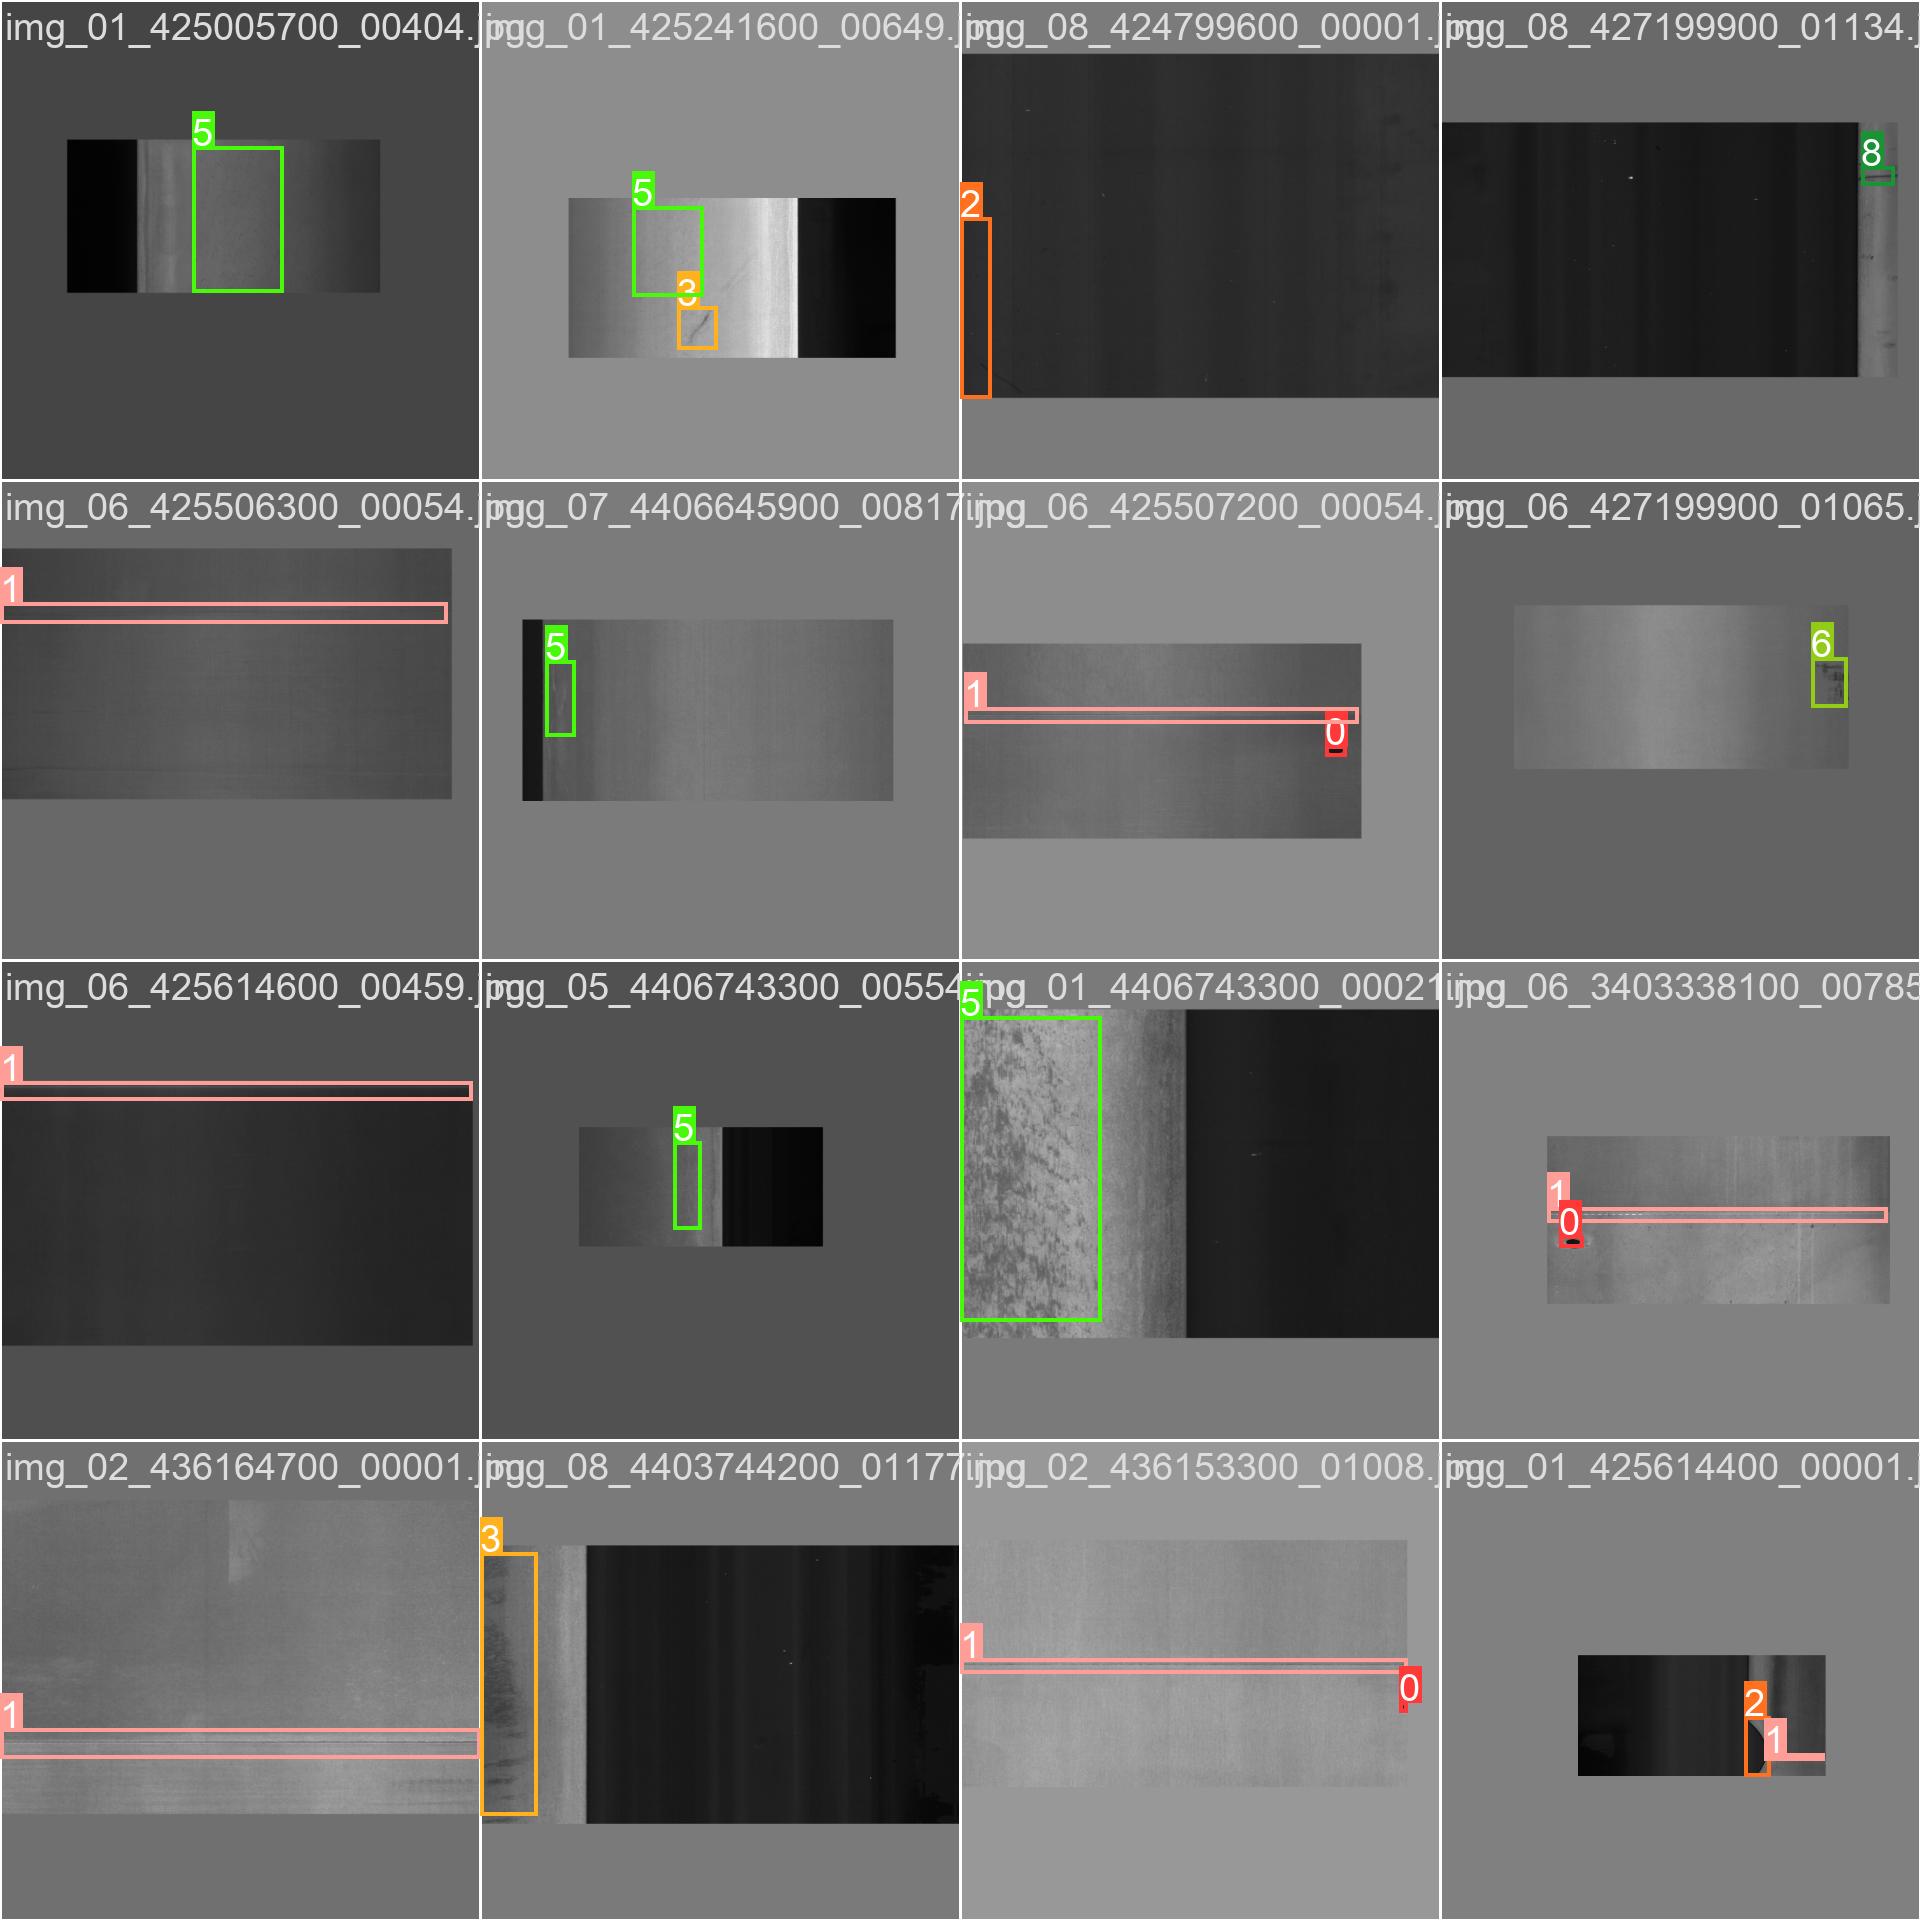 img_01_425005700_00404.jpg
img_01_425241600_00649.jpg
img_08_424799600_00001.jpg
img_08_427199900_01134.
5
5
3
2
8
img_06_425506300_00054.jpg
img_07_4406645900_00817.jpg
img_06_425507200_00054.jpg
img_06_427199900_01065.
1
5
1
0
6
img_06_425614600_00459.jpg
img_05_4406743300_00554.jpg
img_01_4406743300_00021.jpg
img_06_3403338100_00785
1
5
5
1
0
img_02_436164700_00001.jpg
img_08_4403744200_01177.jpg
img_02_436153300_01008.jpg
img_01_425614400_00001.
1
3
1
0
2
1